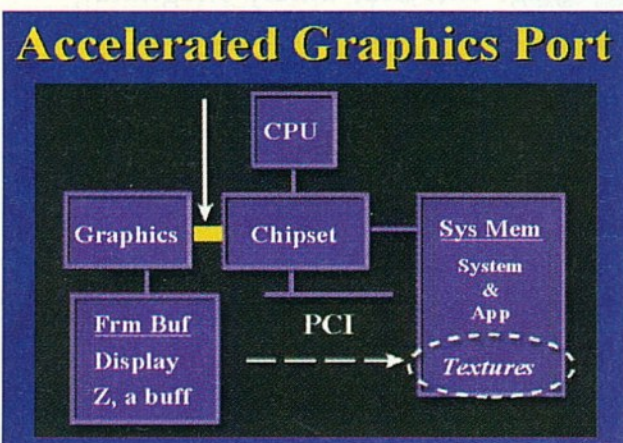 Accelerated Graphics Port
CPU
Graphics
Chipset
Sys Mem
System
&
App
Textures
Frm Buf
Display
Z, a buff
PCI